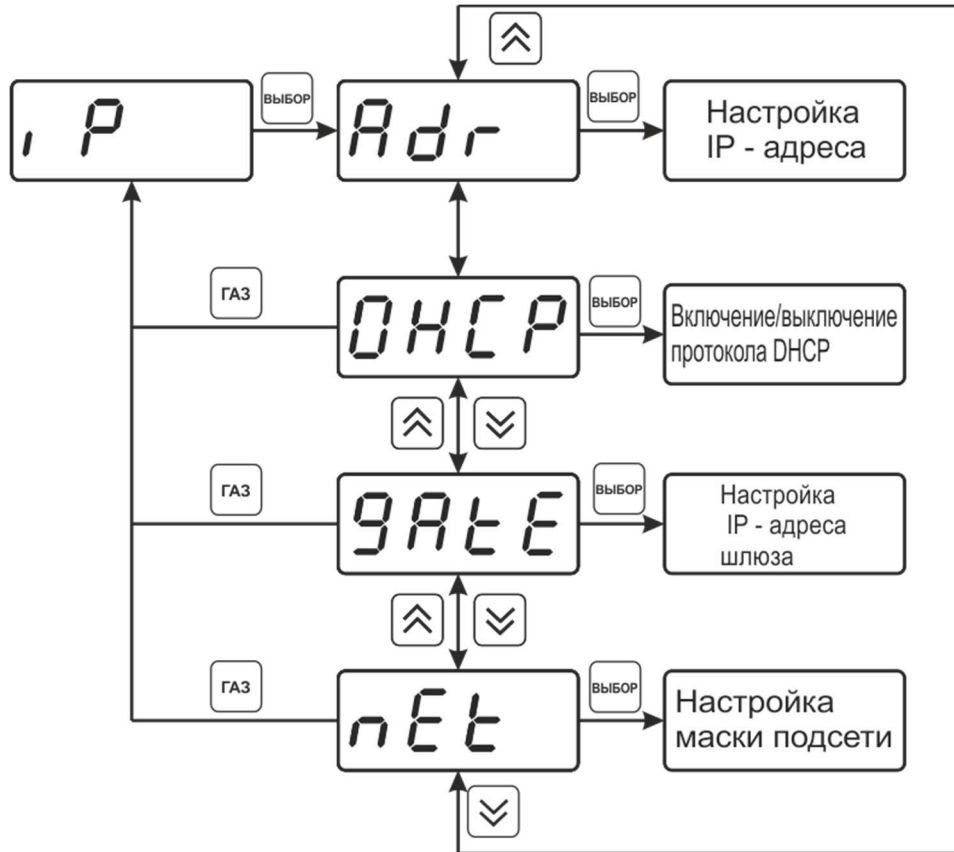 ıP
ВЫБОР
Adr
ВЫБОР
Настройка
IP - адреса
ГАЗ
DHCP
ВЫБОР
Включение/выключение
протокола DHCP
ГАЗ
gAtE
ВЫБОР
Настройка
IP - адреса
шлюза
ГАЗ
nEt
ВЫБОР
Настройка
маски подсети